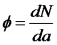 ϕ = dN/da